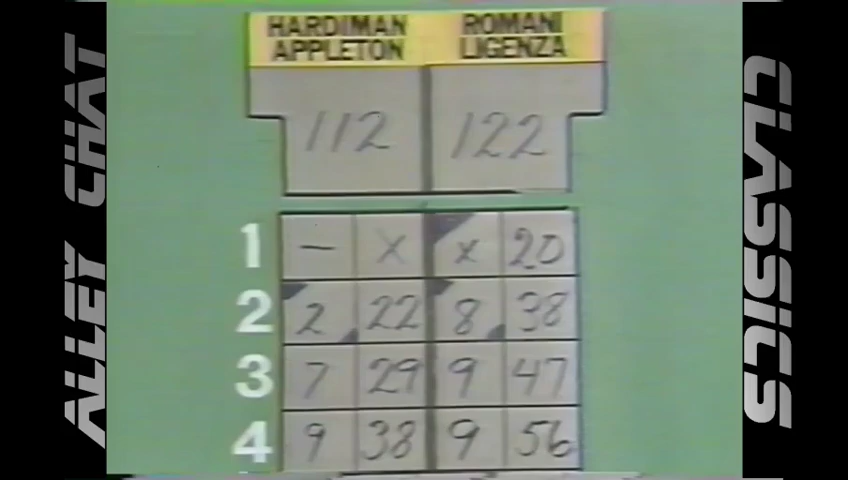 ALLEY CHAT
HARDIMAN APPLETON
ROMANI LIGENZA
112 122
1 — X X 20
2 2 22 8 38
3 7 29 9 47
4 9 38 9 56
CLASSICS